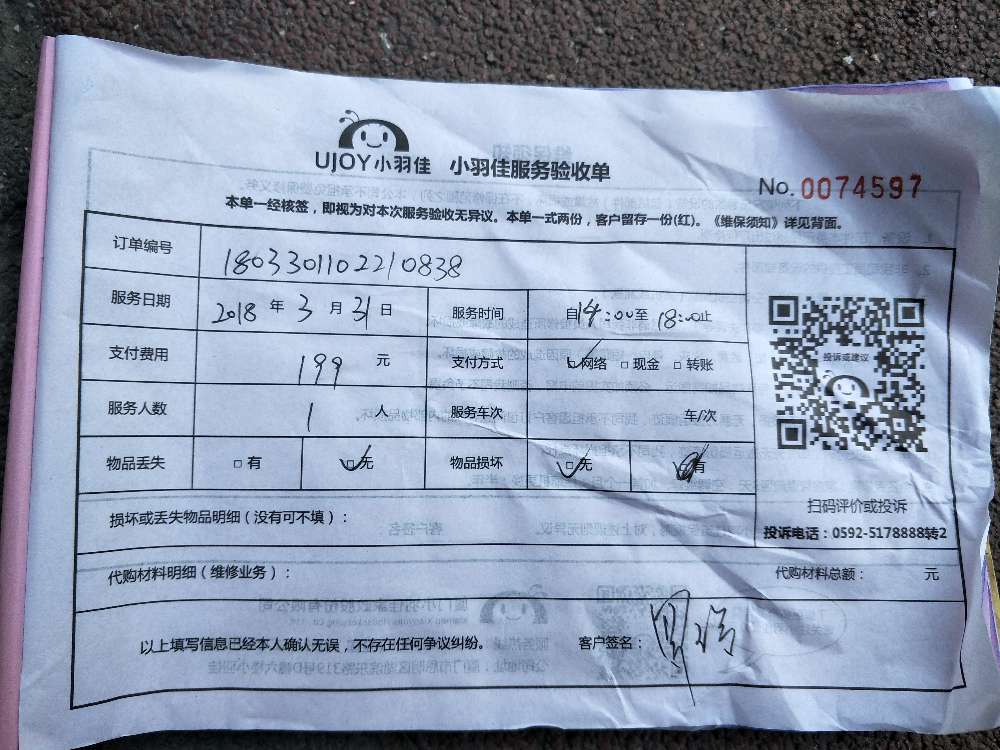 UJOY小羽佳 小羽佳服务验收单
No. 0074597
本单一经核签，即视为对本次服务验收无异议。本单一式两份，客户留存一份(红)。《维保须知》详见背面。
订单编号 1803301102210838
服务日期 2018 年 3 月 31 日 服务时间 自14:00至18:00止
支付费用 199 元 支付方式 ☑网络 □现金 □转账
服务人数 1 人 服务车次 车/次
物品丢失 □有 ☑无 物品损坏 ☑无 □有
损坏或丢失物品明细（没有可不填）：
代购材料明细（维修业务）： 代购材料总额： 元
以上填写信息已经本人确认无误，不存在任何争议纠纷。 客户签名：
投诉或建议
扫码评价或投诉
投诉电话：0592-5178888转2